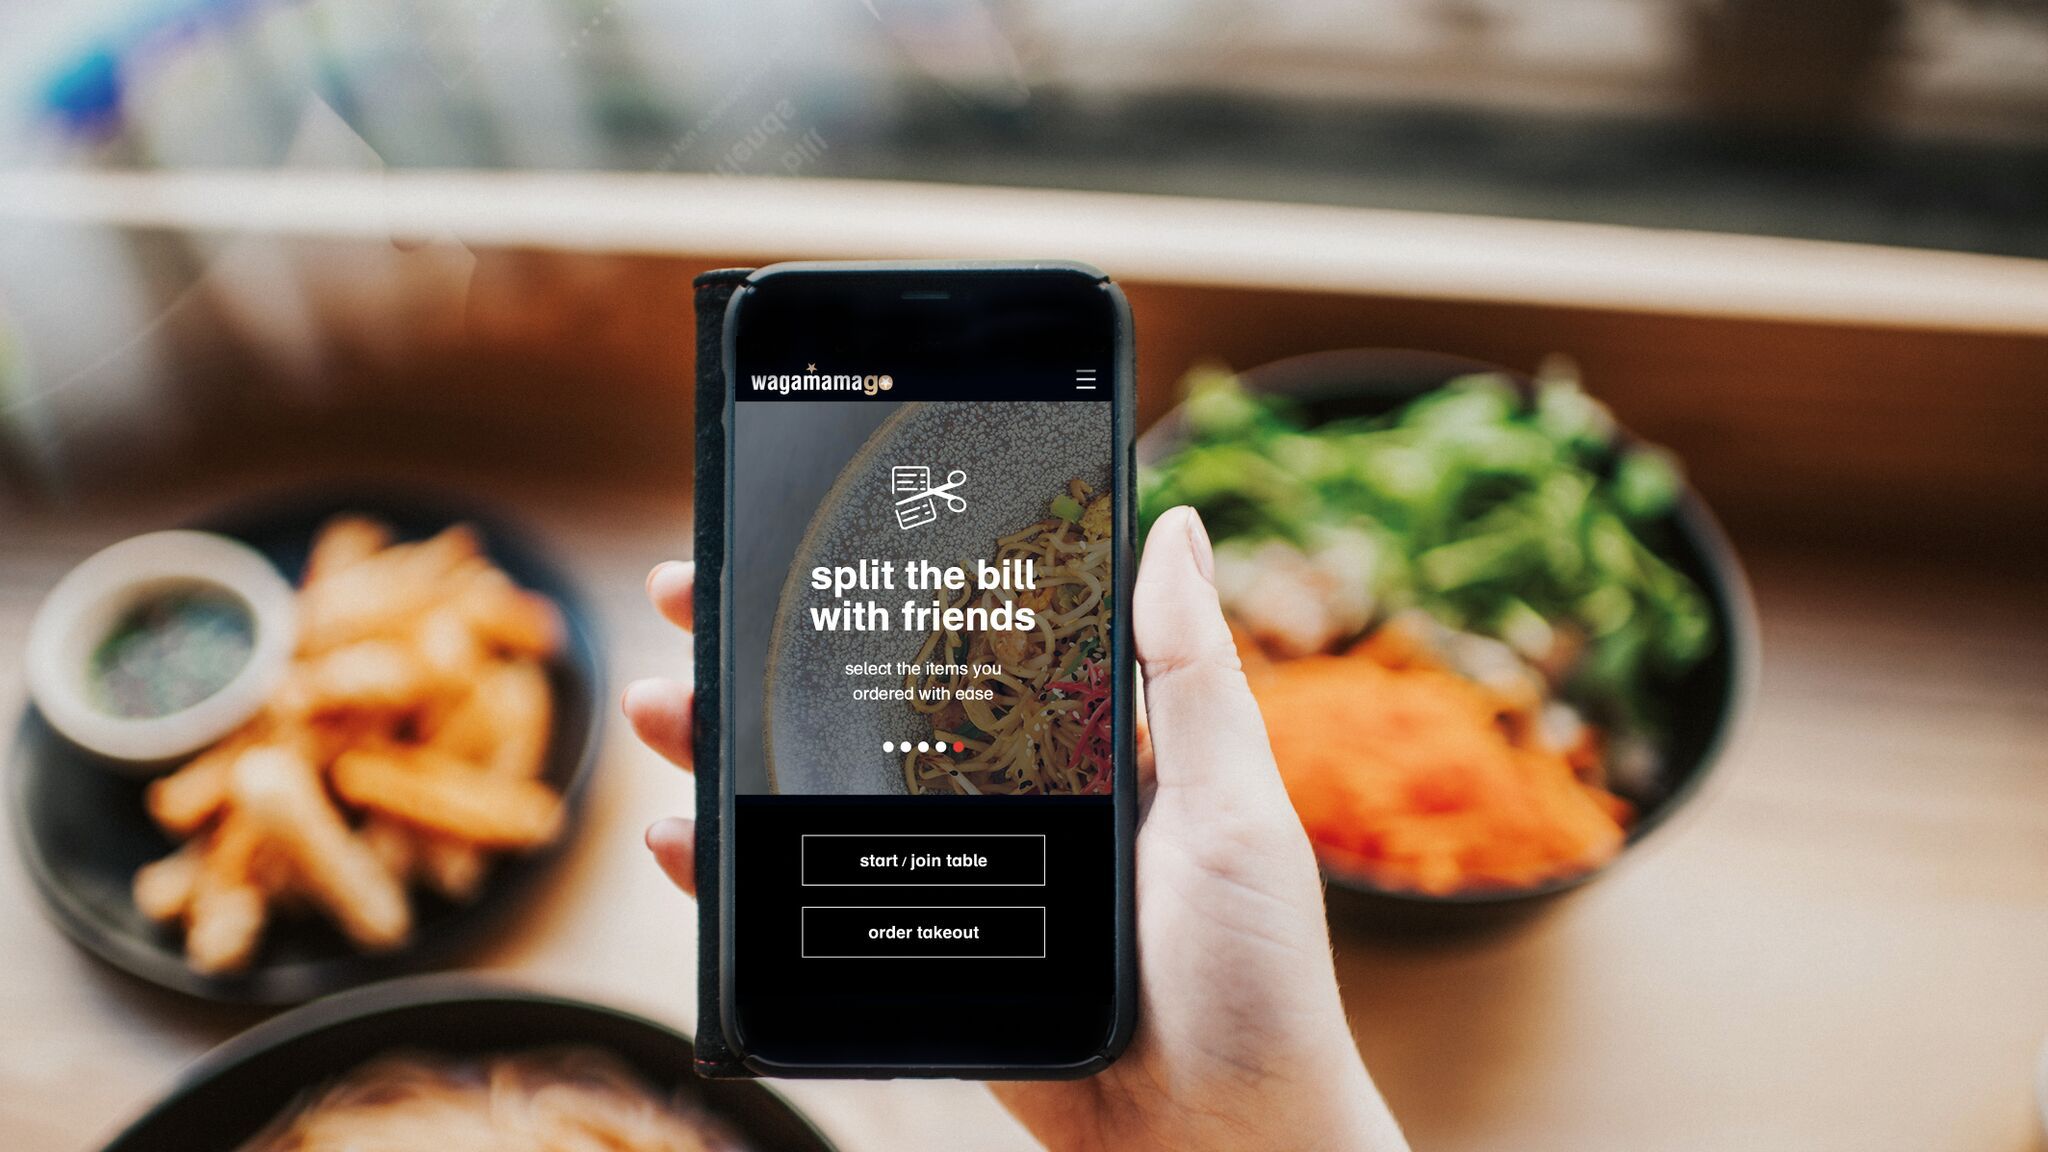 wagamamago
split the bill
with friends
select the items you
ordered with ease
start / join table
order takeout